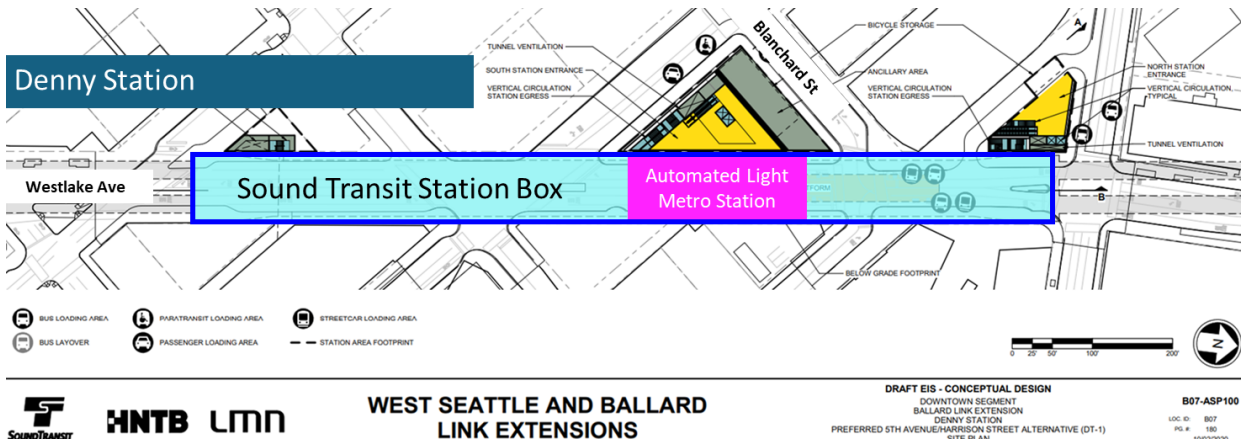 Denny Station
TUNNEL VENTILATION
SOUTH STATION ENTRANCE
VERTICAL CIRCULATION
STATION EGRESS
Blanchard St
BICYCLE STORAGE
ANCILLARY AREA
VERTICAL CIRCULATION
STATION EGRESS
A
NORTH STATION
ENTRANCE
VERTICAL CIRCULATION,
TYPICAL
TUNNEL VENTILATION
Westlake Ave
Sound Transit Station Box
Automated Light
Metro Station
B
BELOW GRADE FOOTPRINT
BUS LOADING AREA
PARATRANSIT LOADING AREA
STREETCAR LOADING AREA
BUS LAYOVER
PASSENGER LOADING AREA
STATION AREA FOOTPRINT
0 25' 50' 100' 200'
N
SOUNDTRANSIT
HNTB
LMN
WEST SEATTLE AND BALLARD
LINK EXTENSIONS
DRAFT EIS - CONCEPTUAL DESIGN
DOWNTOWN SEGMENT
BALLARD LINK EXTENSION
DENNY STATION
PREFERRED 5TH AVENUE/HARRISON STREET ALTERNATIVE (DT-1)
SITE PLAN
B07-ASP100
LOC. ID: B07
PG. #: 180